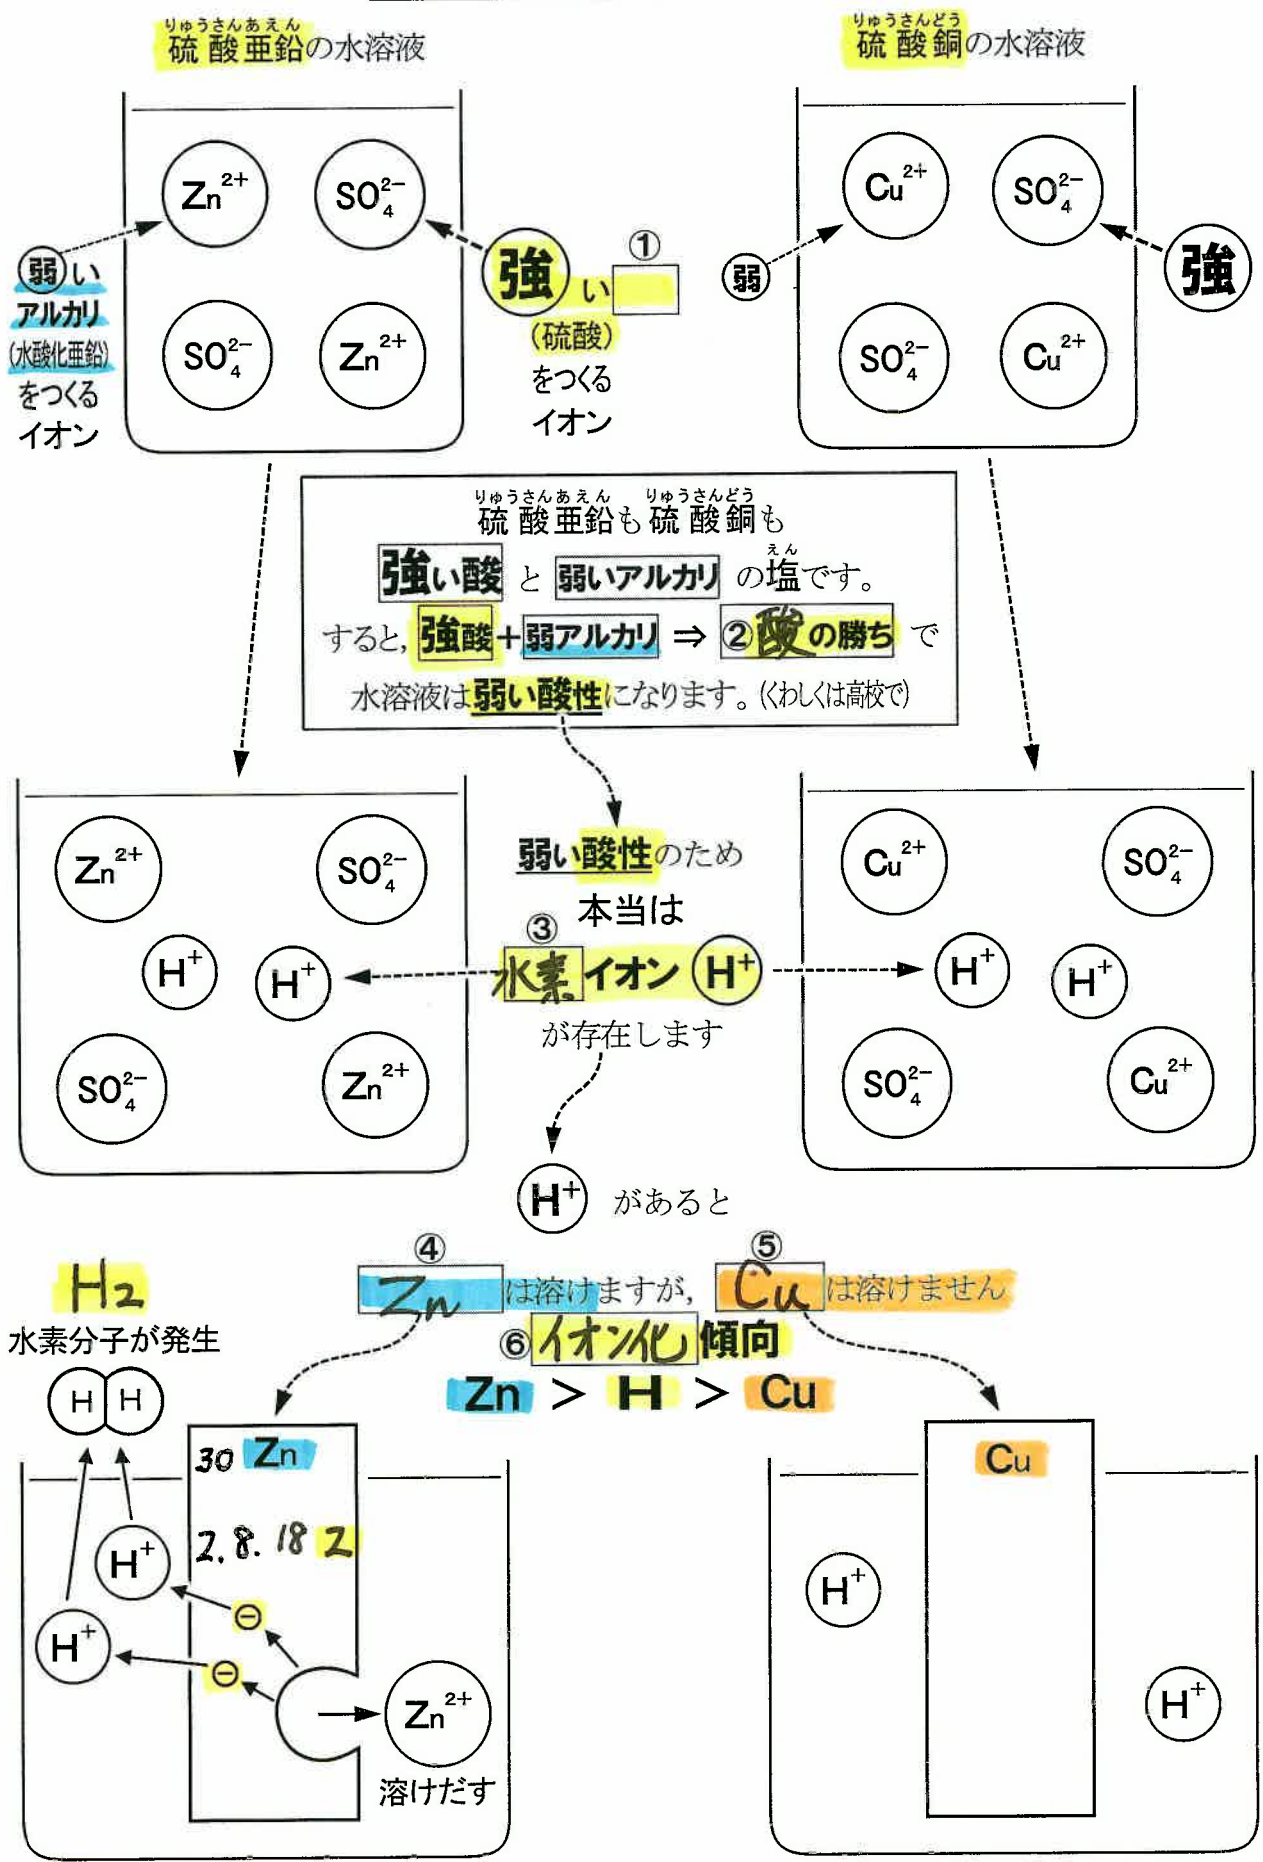 りゅうさんあえん
硫酸亜鉛の水溶液
りゅうさんどう
硫酸銅の水溶液
Zn²⁺
SO₄²⁻
Cu²⁺
SO₄²⁻
弱い
アルカリ
(水酸化亜鉛)
をつくる
イオン
①
強い
(硫酸)
をつくる
イオン
弱
強
SO₄²⁻
Zn²⁺
SO₄²⁻
Cu²⁺
りゅうさんあえん りゅうさんどう
硫酸亜鉛も硫酸銅も
えん
強い酸と弱いアルカリの塩です。
すると,強酸+弱アルカリ⇒②酸の勝ちで
水溶液は弱い酸性になります。(くわしくは高校で)
Zn²⁺
SO₄²⁻
H⁺
H⁺
SO₄²⁻
Zn²⁺
弱い酸性のため
本当は
③
水素イオン H⁺
が存在します
Cu²⁺
SO₄²⁻
H⁺
H⁺
SO₄²⁻
Cu²⁺
H⁺ があると
④ ⑤
Zn は溶けますが, Cu は溶けません
⑥イオン化傾向
Zn > H > Cu
H₂
水素分子が発生
H H
30 Zn
2.8.18 2
H⁺
H⁺
⊖
⊖
Zn²⁺
溶けだす
Cu
H⁺
H⁺